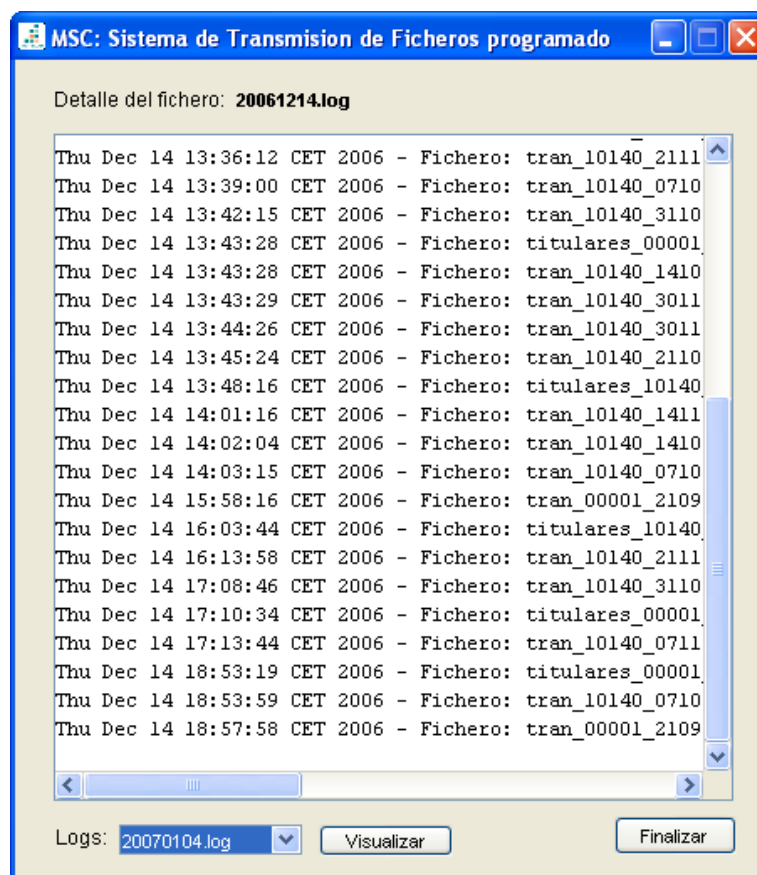 MSC: Sistema de Transmision de Ficheros programado
Detalle del fichero: 20061214.log
Thu Dec 14 13:36:12 CET 2006 - Fichero: tran_10140_2111
Thu Dec 14 13:39:00 CET 2006 - Fichero: tran_10140_0710
Thu Dec 14 13:42:15 CET 2006 - Fichero: tran_10140_3110
Thu Dec 14 13:43:28 CET 2006 - Fichero: titulares_00001_
Thu Dec 14 13:43:28 CET 2006 - Fichero: tran_10140_1410
Thu Dec 14 13:43:29 CET 2006 - Fichero: tran_10140_3011
Thu Dec 14 13:44:26 CET 2006 - Fichero: tran_10140_3011
Thu Dec 14 13:45:24 CET 2006 - Fichero: tran_10140_2110
Thu Dec 14 13:48:16 CET 2006 - Fichero: titulares_10140_
Thu Dec 14 14:01:16 CET 2006 - Fichero: tran_10140_1411
Thu Dec 14 14:02:04 CET 2006 - Fichero: tran_10140_1410
Thu Dec 14 14:03:15 CET 2006 - Fichero: tran_10140_0710
Thu Dec 14 15:58:16 CET 2006 - Fichero: tran_00001_2109
Thu Dec 14 16:03:44 CET 2006 - Fichero: titulares_10140_
Thu Dec 14 16:13:58 CET 2006 - Fichero: tran_10140_2111
Thu Dec 14 17:08:46 CET 2006 - Fichero: tran_10140_3110
Thu Dec 14 17:10:34 CET 2006 - Fichero: titulares_00001_
Thu Dec 14 17:13:44 CET 2006 - Fichero: tran_10140_0711
Thu Dec 14 18:53:19 CET 2006 - Fichero: titulares_00001_
Thu Dec 14 18:53:59 CET 2006 - Fichero: tran_10140_0710
Thu Dec 14 18:57:58 CET 2006 - Fichero: tran_00001_2109
Logs: 20070104.log Visualizar Finalizar